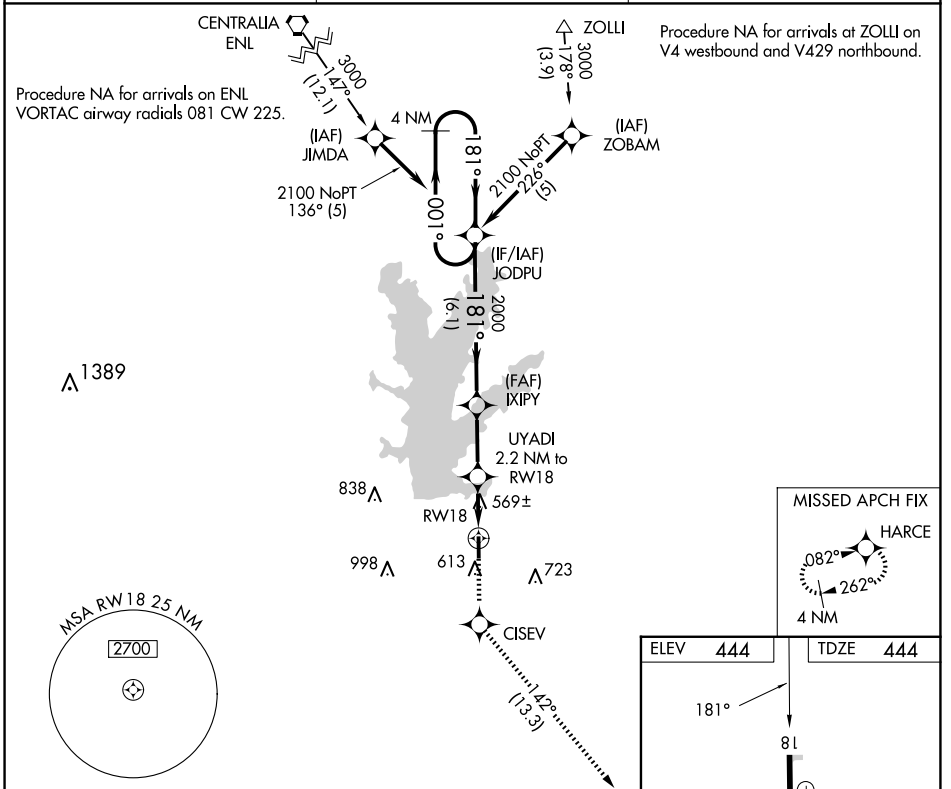 CENTRALIA
ENL
3000
147°
(12.1)
ZOLLI
3000
178°
(3.9)
Procedure NA for arrivals at ZOLLI on
V4 westbound and V429 northbound.
Procedure NA for arrivals on ENL
VORTAC airway radials 081 CW 225.
(IAF)
JIMDA
4 NM
181°
001°
(IAF)
ZOBAM
2100 NoPT
136° (5)
2100 NoPT
226°
(5)
(IF/IAF)
JODPU
2000
181°
(6.1)
1389
(FAF)
IXIPY
UYADI
2.2 NM to
RW18
838
569±
RW18
998
613
723
CISEV
142°
(13.3)
MISSED APCH FIX
HARCE
082°
262°
4 NM
MSA RW18 25 NM
2700
ELEV 444
TDZE 444
181°
18